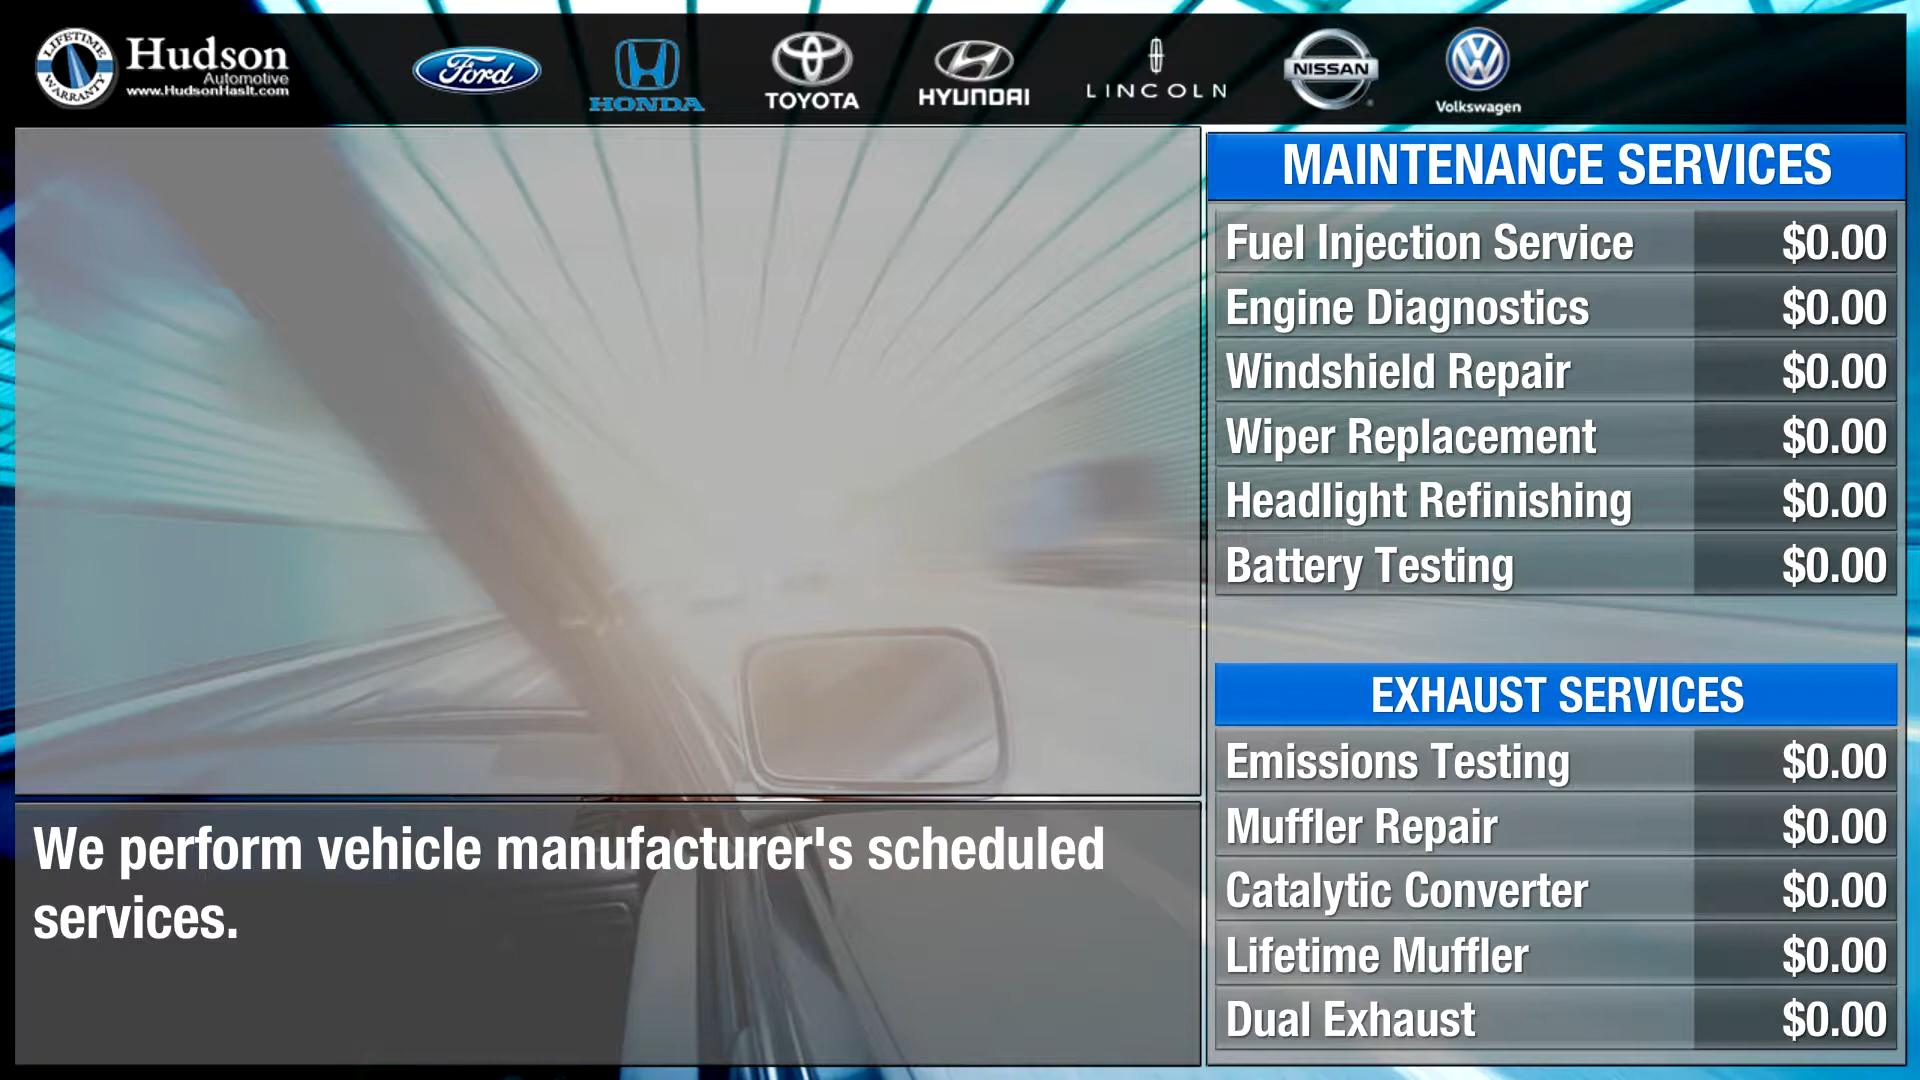 LIFETIME WARRANTY
Hudson
Automotive
www.HudsonHasIt.com
Ford
HONDA
TOYOTA
HYUNDAI
LINCOLN
NISSAN
Volkswagen
MAINTENANCE SERVICES
Fuel Injection Service $0.00
Engine Diagnostics $0.00
Windshield Repair $0.00
Wiper Replacement $0.00
Headlight Refinishing $0.00
Battery Testing $0.00
EXHAUST SERVICES
Emissions Testing $0.00
Muffler Repair $0.00
Catalytic Converter $0.00
Lifetime Muffler $0.00
Dual Exhaust $0.00
We perform vehicle manufacturer's scheduled
services.